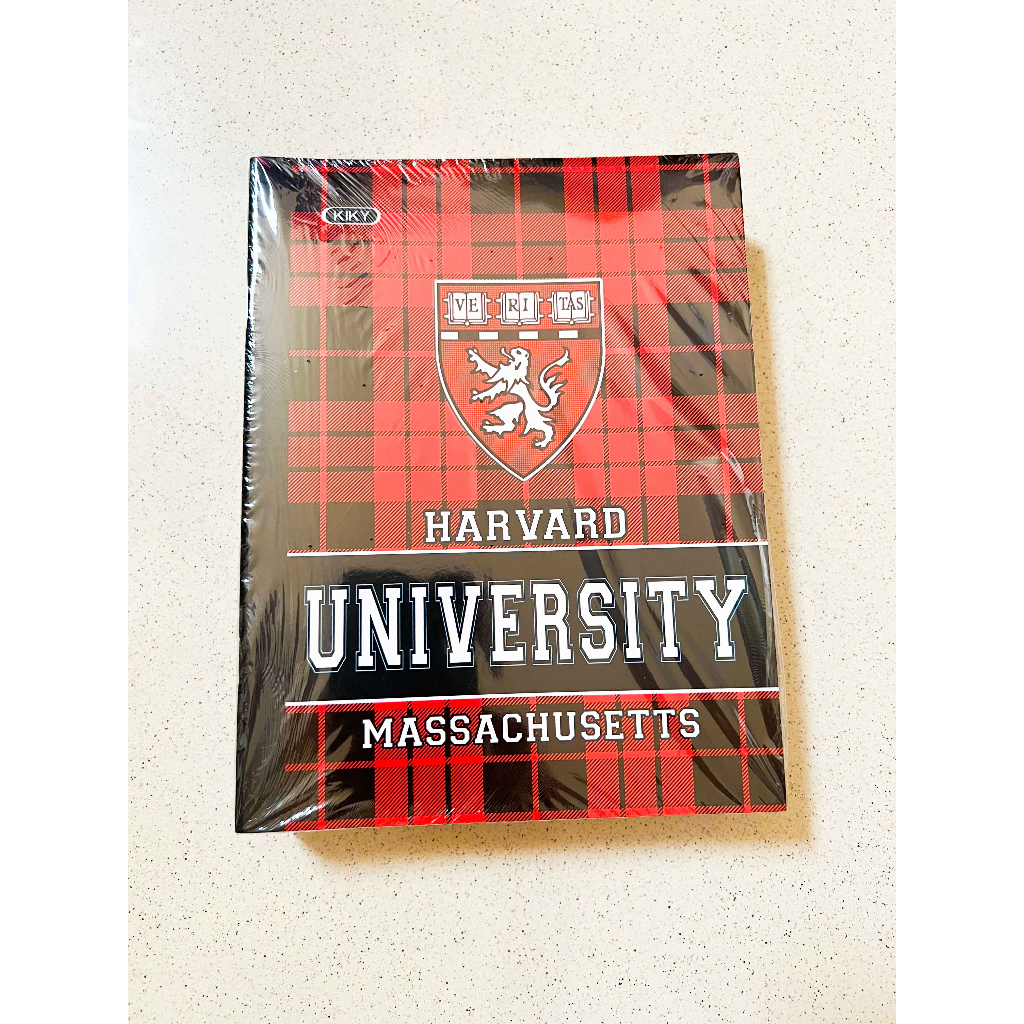 KIKY
VE RI TAS
HARVARD
UNIVERSITY
MASSACHUSETTS